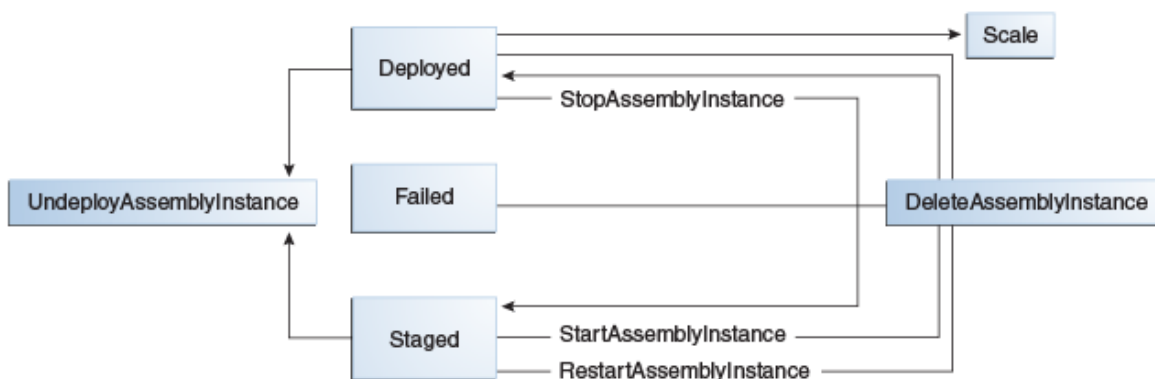 Scale
Deployed
StopAssemblyInstance
UndeployAssemblyInstance
Failed
DeleteAssemblyInstance
Staged
StartAssemblyInstance
RestartAssemblyInstance